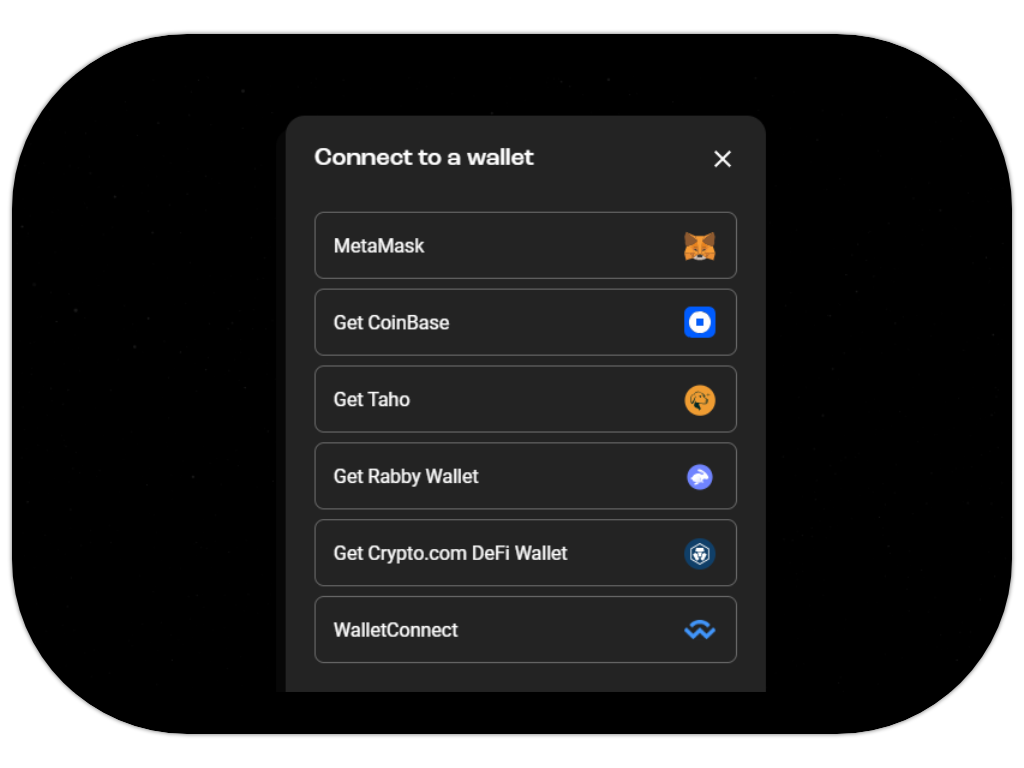 Connect to a wallet
MetaMask
Get CoinBase
Get Taho
Get Rabby Wallet
Get Crypto.com DeFi Wallet
WalletConnect